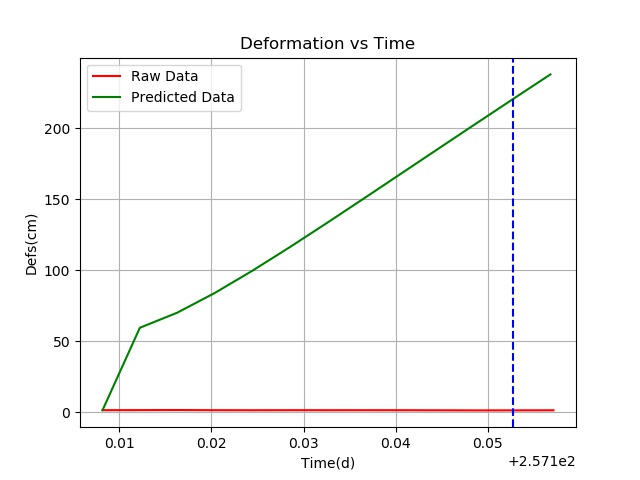 Deformation vs Time
Raw Data
Predicted Data
Defs(cm)
200
150
100
50
0
0.01 0.02 0.03 0.04 0.05
Time(d)
+2.571e2